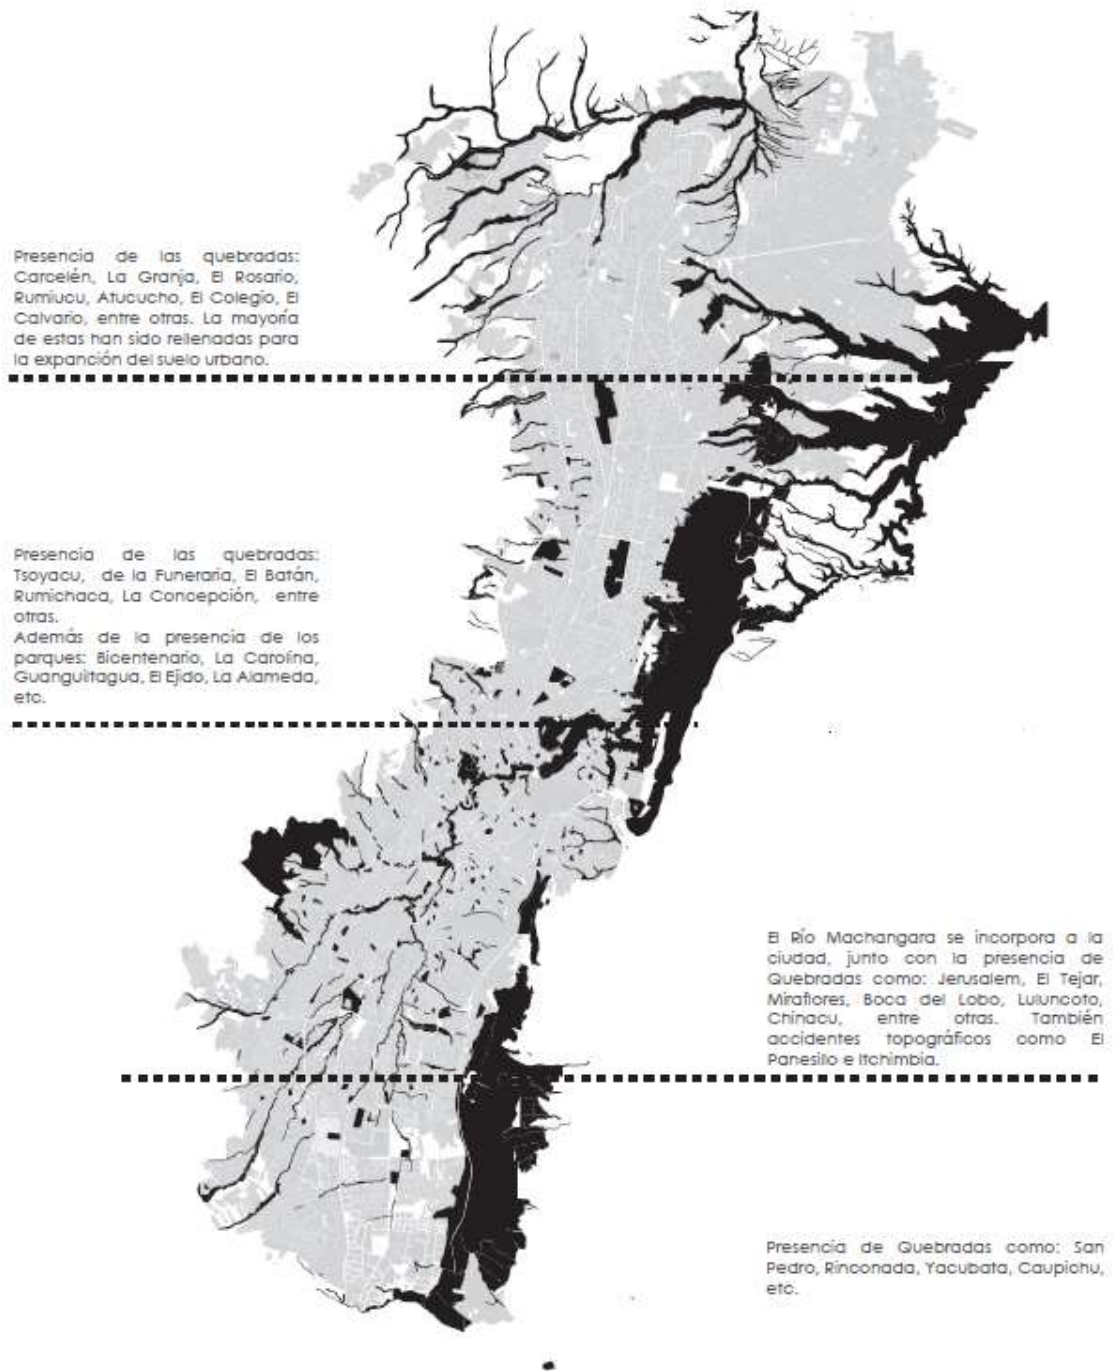 Presencia de las quebradas:
Carcelén, La Granja, El Rosario,
Rumiucu, Atucucho, El Colegio, El
Calvario, entre otras. La mayoría
de estas han sido rellenadas para
la expanción del suelo urbano.
Presencia de las quebradas:
Tsoyacu, de la Funeraria, El Batán,
Rumichaca, La Concepción, entre
otras.
Además de la presencia de los
parques: Bicentenario, La Carolina,
Guanguiltagua, El Ejido, La Alameda,
etc.
El Río Machangara se incorpora a la
ciudad, junto con la presencia de
Quebradas como: Jerusalem, El Tejar,
Miraflores, Boca del Lobo, Luluncoto,
Chinacu, entre otras. También
accidentes topográficos como El
Panesillo e Itchimbia.
Presencia de Quebradas como: San
Pedro, Rinconada, Yacubata, Caupichu,
etc.